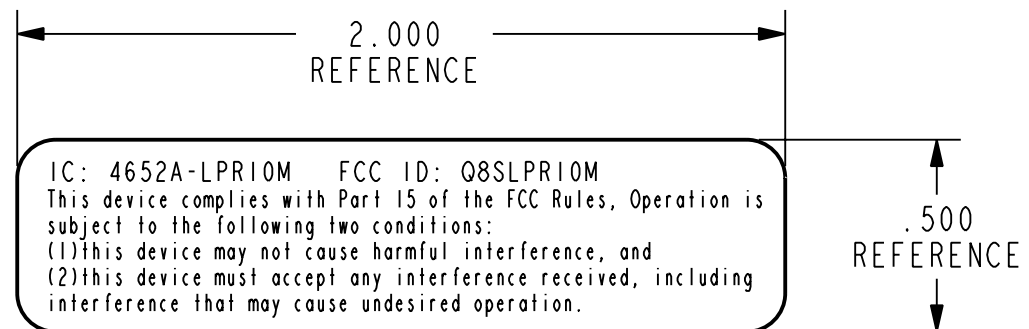 2.000
REFERENCE
IC: 4652A-LPR10M FCC ID: Q8SLPR10M
This device complies with Part 15 of the FCC Rules, Operation is
subject to the following two conditions:
(1)this device may not cause harmful interference, and
(2)this device must accept any interference received, including
interference that may cause undesired operation.
.500
REFERENCE